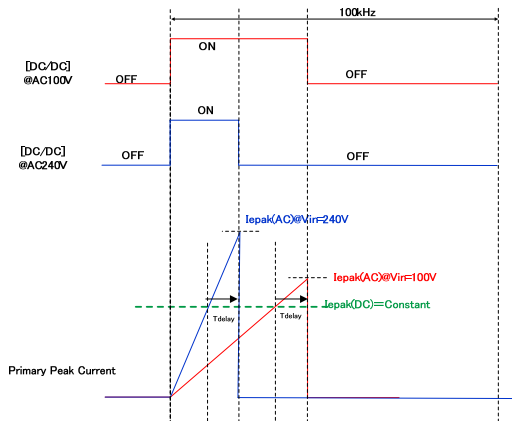 100kHz
[DC/DC]
@AC100V
OFF
ON
OFF
[DC/DC]
@AC240V
OFF
ON
OFF
Iepak(AC)@Vin=240V
Iepak(AC)@Vin=100V
Iepak(DC)=Constant
Tdelay
Tdelay
Primary Peak Current